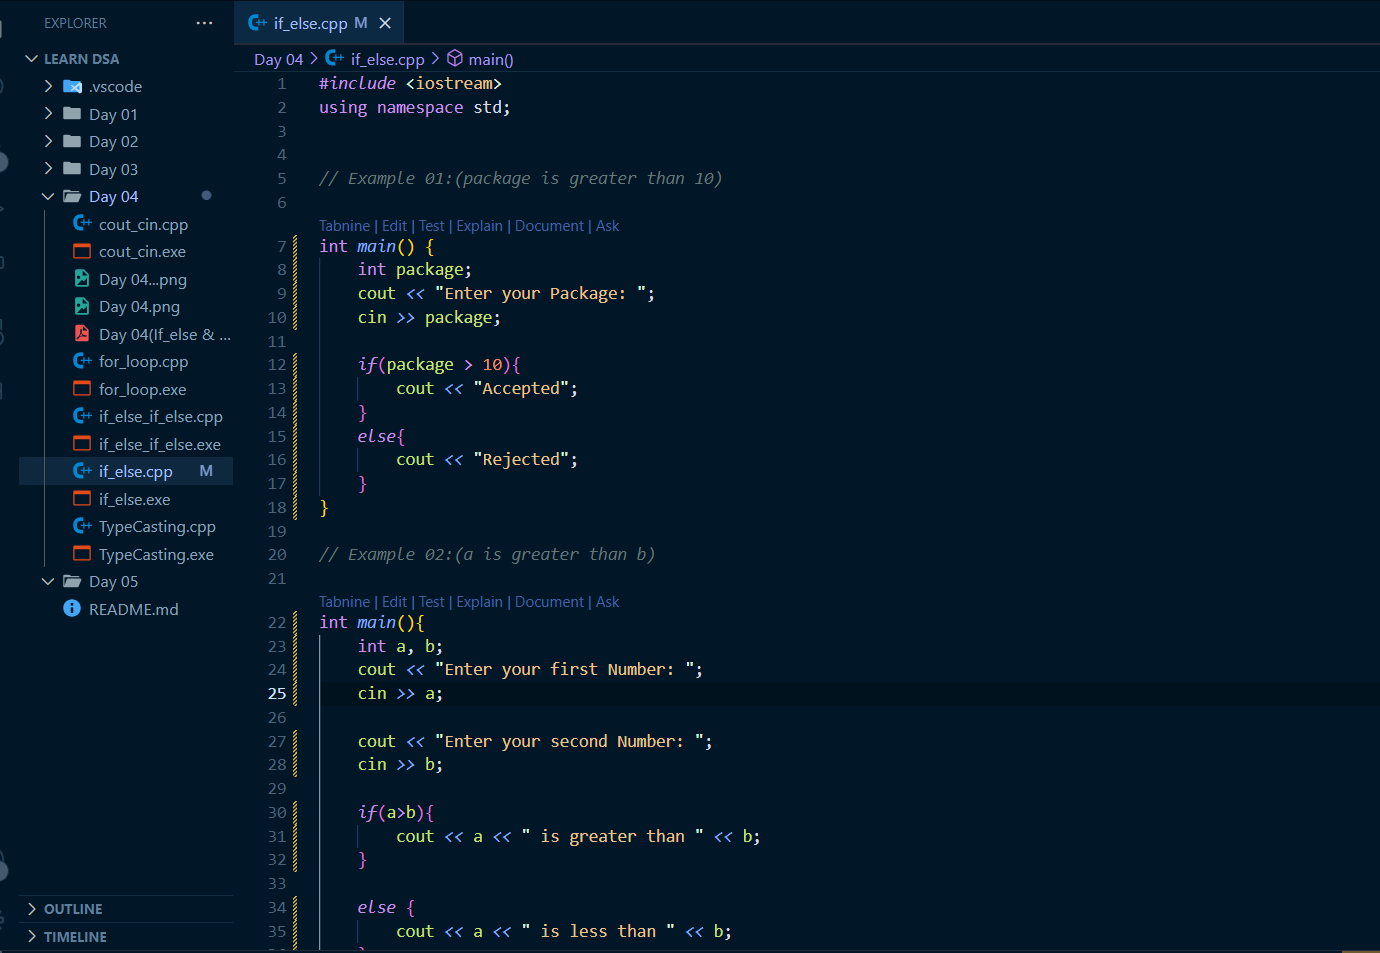 EXPLORER ...
LEARN DSA
.vscode
Day 01
Day 02
Day 03
Day 04
cout_cin.cpp
cout_cin.exe
Day 04...png
Day 04.png
Day 04(If_else & ...
for_loop.cpp
for_loop.exe
if_else_if_else.cpp
if_else_if_else.exe
if_else.cpp M
if_else.exe
TypeCasting.cpp
TypeCasting.exe
Day 05
README.md
OUTLINE
TIMELINE
if_else.cpp M
Day 04 > if_else.cpp > main()
1 #include <iostream>
2 using namespace std;
3
4
5 // Example 01:(package is greater than 10)
6
Tabnine | Edit | Test | Explain | Document | Ask
7 int main() {
8 int package;
9 cout << "Enter your Package: ";
10 cin >> package;
11
12 if(package > 10){
13 cout << "Accepted";
14 }
15 else{
16 cout << "Rejected";
17 }
18 }
19
20 // Example 02:(a is greater than b)
21
Tabnine | Edit | Test | Explain | Document | Ask
22 int main(){
23 int a, b;
24 cout << "Enter your first Number: ";
25 cin >> a;
26
27 cout << "Enter your second Number: ";
28 cin >> b;
29
30 if(a>b){
31 cout << a << " is greater than " << b;
32 }
33
34 else {
35 cout << a << " is less than " << b;